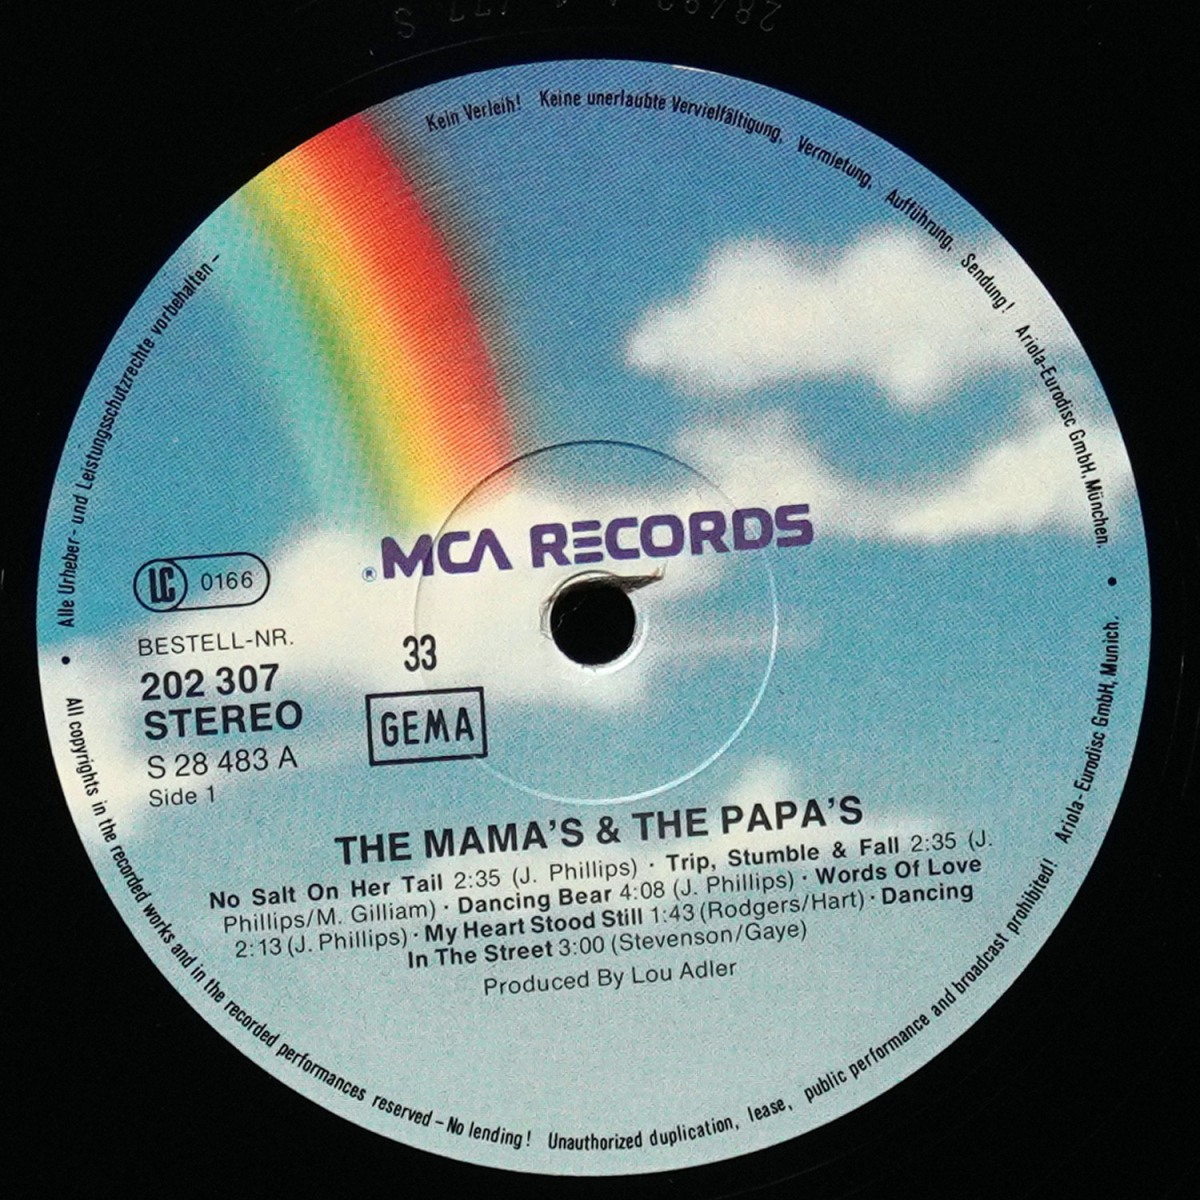 Kein Verleih! Keine unerlaubte Vervielfältigung, Vermietung, Aufführung, Sendung! Ariola-Eurodisc GmbH, München.
Alle Urheber- und Leistungsschutzrechte vorbehalten –
® MCA RECORDS
LC 0166
BESTELL-NR.
202 307
STEREO
S 28 483 A
Side 1
33
GEMA
THE MAMA'S & THE PAPA'S
No Salt On Her Tail 2:35 (J. Phillips) · Trip, Stumble & Fall 2:35 (J.
Phillips/M. Gilliam) · Dancing Bear 4:08 (J. Phillips) · Words Of Love
2:13 (J. Phillips) · My Heart Stood Still 1:43 (Rodgers/Hart) · Dancing
In The Street 3:00 (Stevenson/Gaye)
Produced By Lou Adler
All copyrights in the recorded works and in the recorded performances reserved – No lending! Unauthorized duplication, lease, public performance and broadcast prohibited! Ariola-Eurodisc GmbH, Munich.